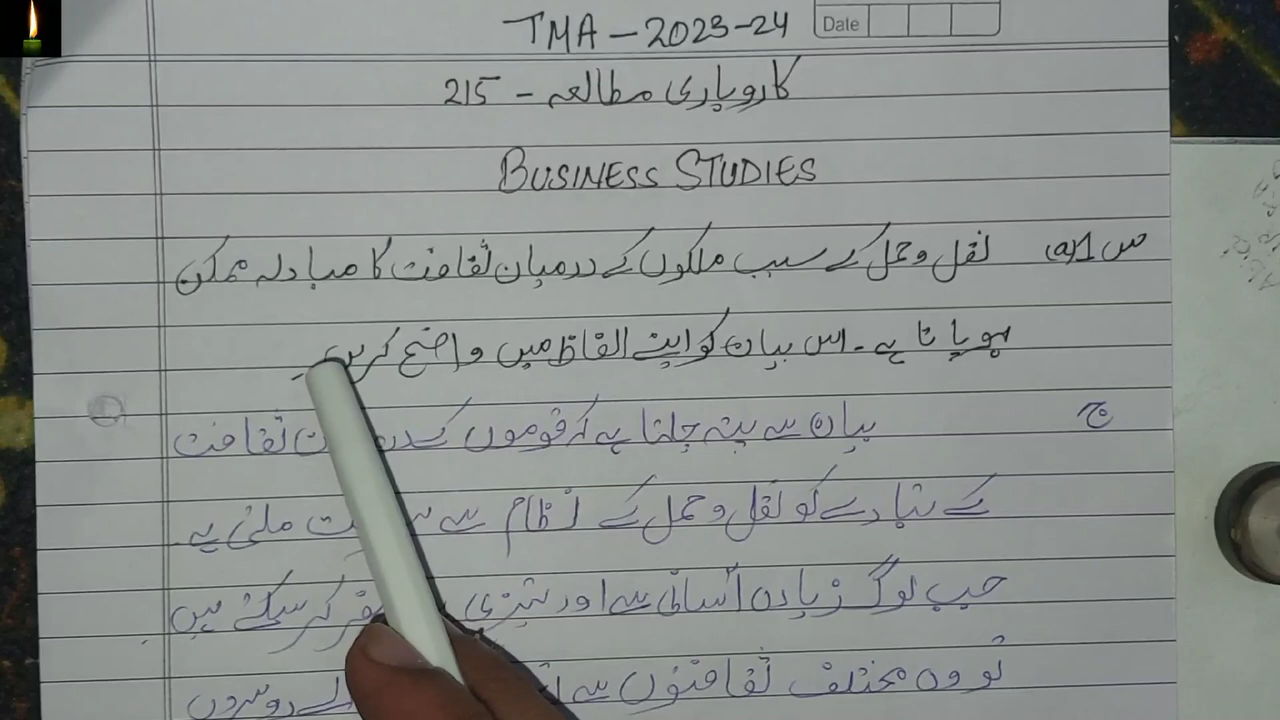 TMA - 2023-24
Date
کاروباری مطالعہ - 215
BUSINESS STUDIES
س 1(a) نقل و حمل کے سبب ملکوں کے درمیان ثقافت کا مبادلہ ممکن
ہو پاتا ہے۔ اس بیان کو اپنے الفاظ میں واضح کریں
ج بیان سے پتہ چلتا ہے کہ قوموں کے ثقافت
کے تبادلے کو نقل و حمل کے نظام سے ملتی ہے
جب لوگ زیادہ آسانی سے اور تیزی کر سکتے ہیں
تو وہ مختلف ثقافتوں سے دوسروں